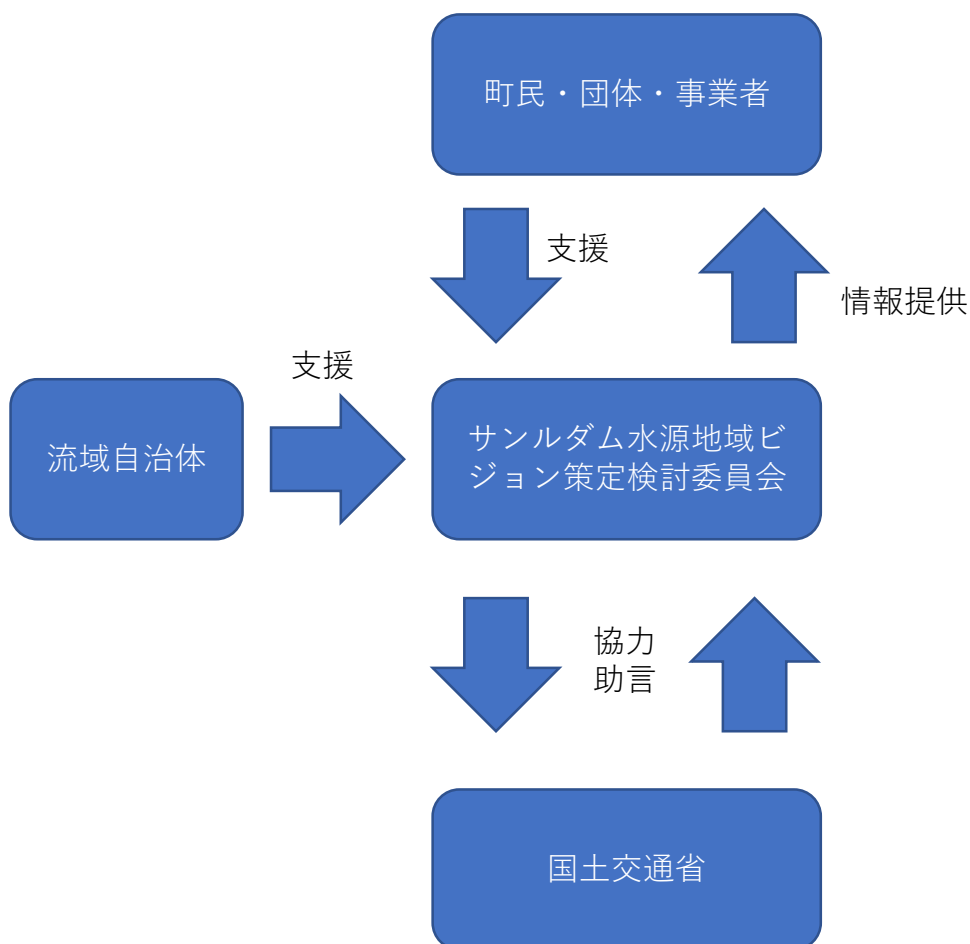 町民・団体・事業者
支援
情報提供
支援
流域自治体
サンルダム水源地域ビ
ジョン策定検討委員会
協力
助言
国土交通省